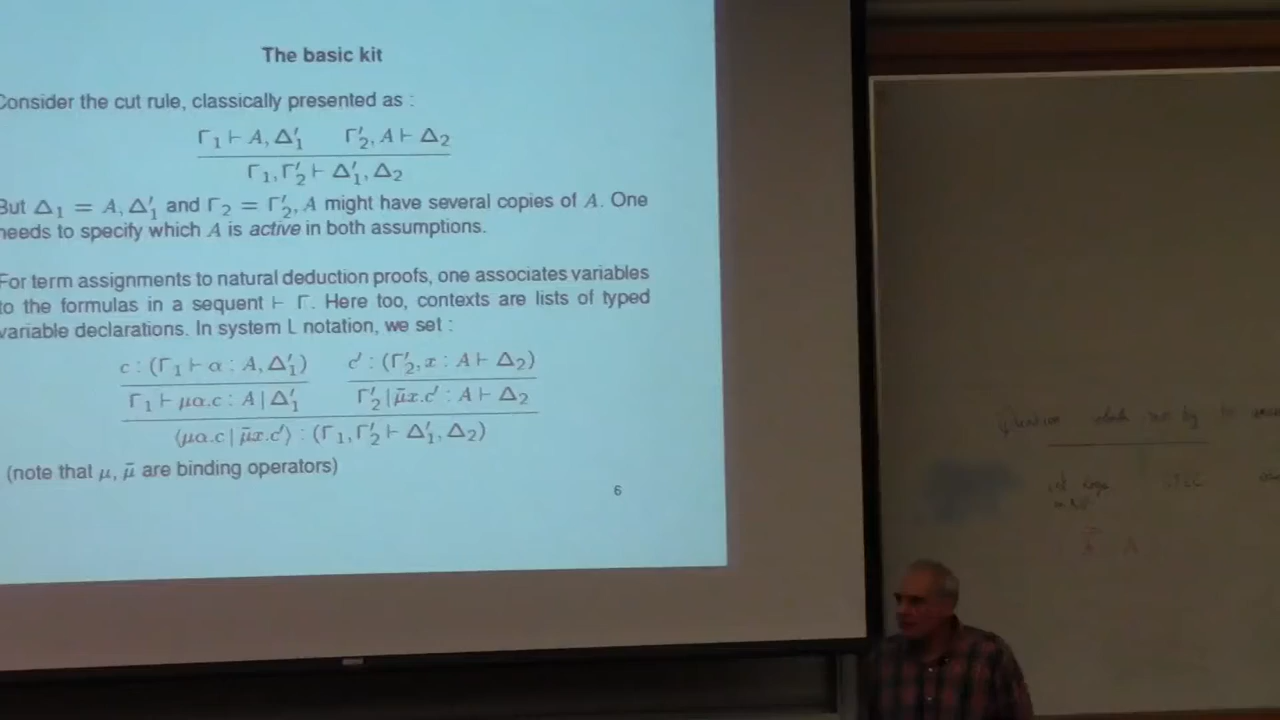 The basic kit
Consider the cut rule, classically presented as :
Γ₁ ⊢ A, Δ′₁   Γ′₂, A ⊢ Δ₂
Γ₁, Γ′₂ ⊢ Δ′₁, Δ₂
But Δ₁ = A, Δ′₁ and Γ₂ = Γ′₂, A might have several copies of A. One
needs to specify which A is active in both assumptions.
For term assignments to natural deduction proofs, one associates variables
to the formulas in a sequent ⊢ Γ. Here too, contexts are lists of typed
variable declarations. In system L notation, we set :
c : (Γ₁ ⊢ α : A, Δ′₁)   c′ : (Γ′₂, x : A ⊢ Δ₂)
Γ₁ ⊢ μα.c : A | Δ′₁   Γ′₂ | μ̃x.c′ : A ⊢ Δ₂
⟨μα.c | μ̃x.c′⟩ : (Γ₁, Γ′₂ ⊢ Δ′₁, Δ₂)
(note that μ, μ̃ are binding operators)
6